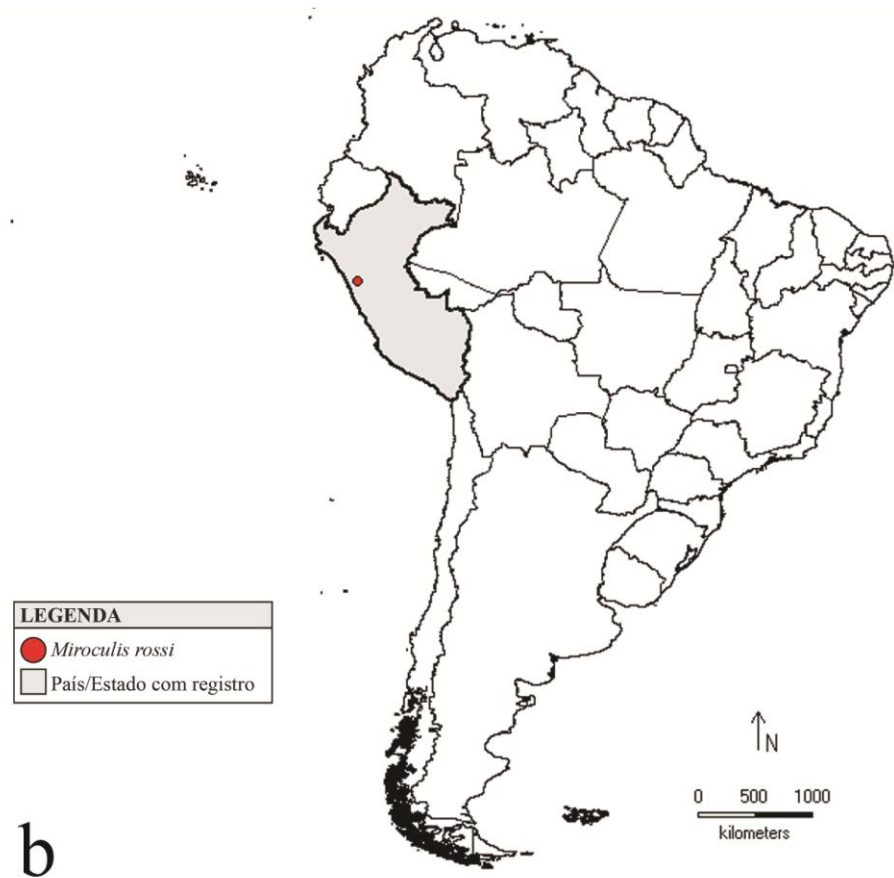 LEGENDA
Miroculis rossi
País/Estado com registro
N
0 500 1000
kilometers
b